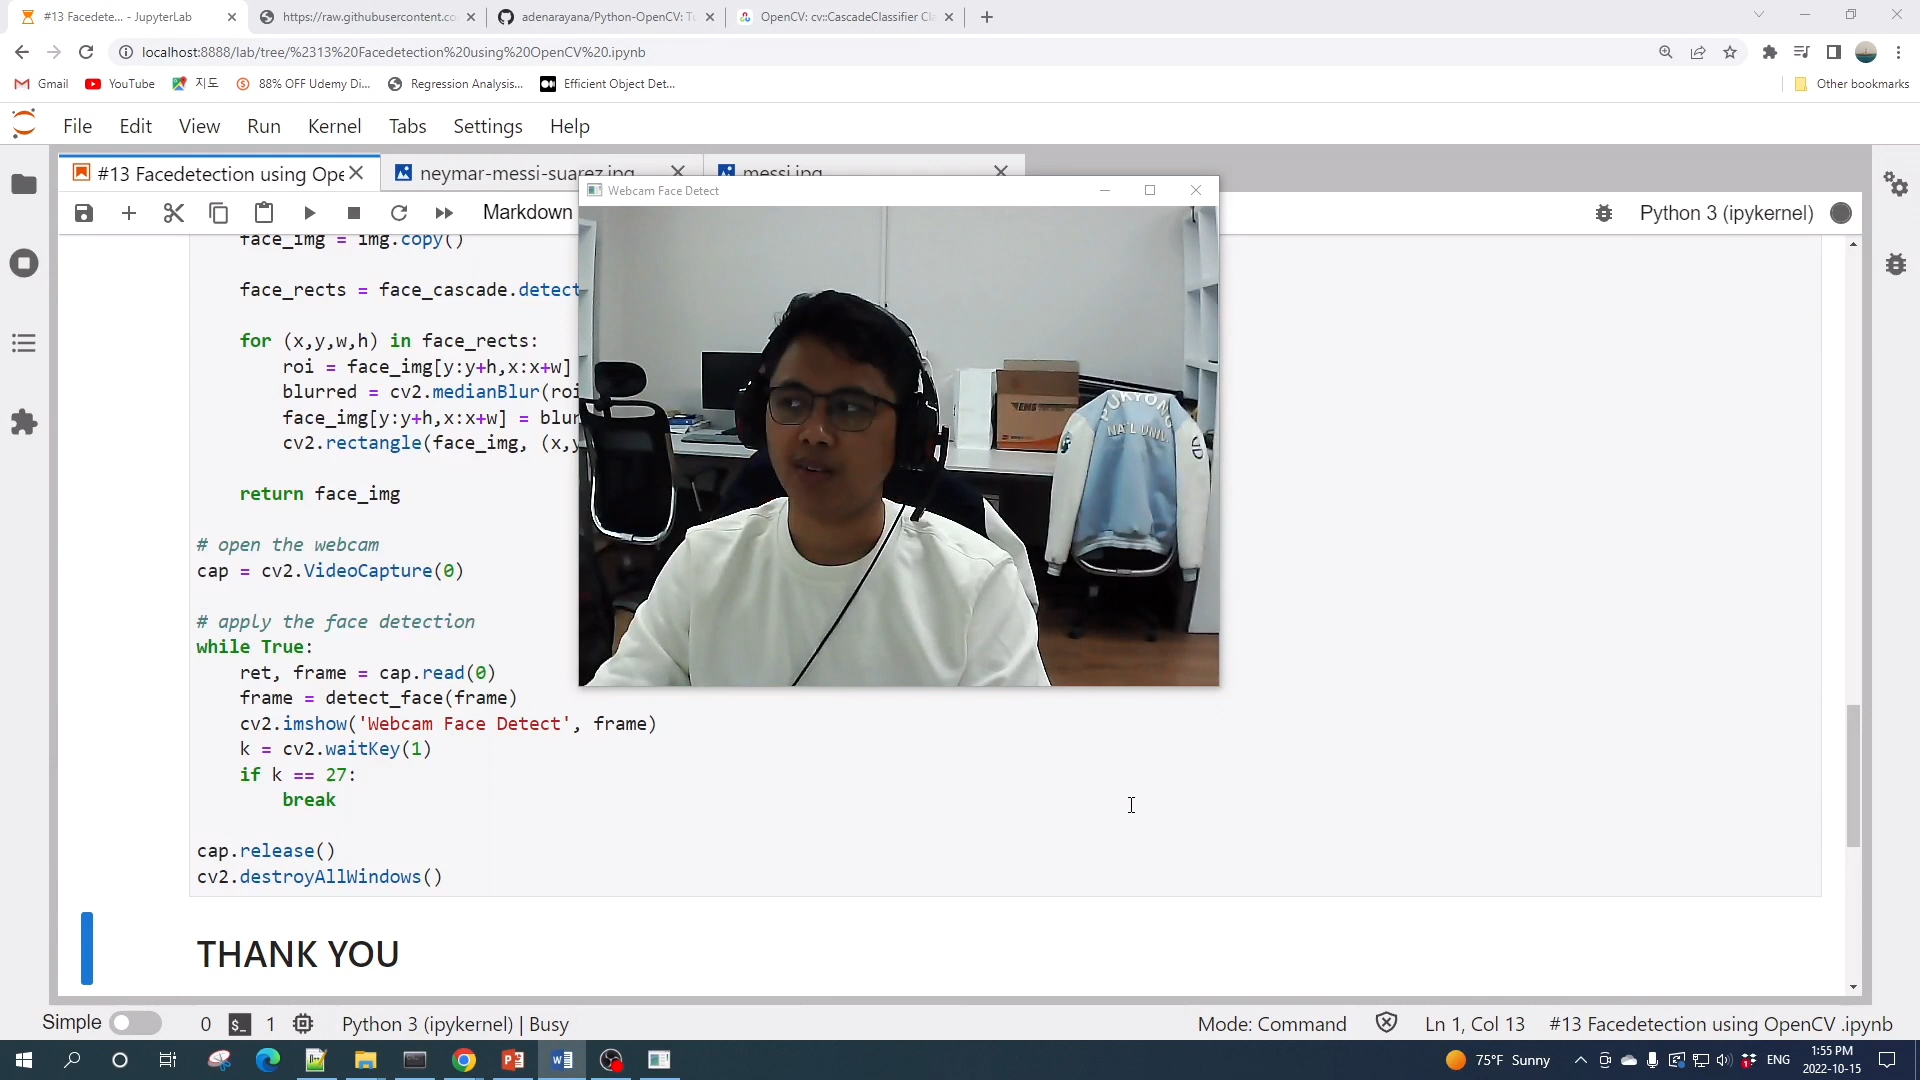 #13 Facedete... - JupyterLab
https://raw.githubusercontent.co
adenarayana/Python-OpenCV: Tu
OpenCV: cv::CascadeClassifier Cl
localhost:8888/lab/tree/%2313%20Facedetection%20using%20OpenCV%20.ipynb
Gmail
YouTube
지도
88% OFF Udemy Di...
Regression Analysis...
Efficient Object Det...
Other bookmarks
File
Edit
View
Run
Kernel
Tabs
Settings
Help
#13 Facedetection using Ope
neymar-messi-suarez.jpg
messi.jpg
Webcam Face Detect
Markdown
Python 3 (ipykernel)
face_img = img.copy()
face_rects = face_cascade.detect
for (x,y,w,h) in face_rects:
roi = face_img[y:y+h,x:x+w]
blurred = cv2.medianBlur(roi
face_img[y:y+h,x:x+w] = blur
cv2.rectangle(face_img, (x,y
return face_img
# open the webcam
cap = cv2.VideoCapture(0)
# apply the face detection
while True:
ret, frame = cap.read(0)
frame = detect_face(frame)
cv2.imshow('Webcam Face Detect', frame)
k = cv2.waitKey(1)
if k == 27:
break
cap.release()
cv2.destroyAllWindows()
PUKYONG
NA'L UNIV.
THANK YOU
Simple
0
1
Python 3 (ipykernel) | Busy
Mode: Command
Ln 1, Col 13
#13 Facedetection using OpenCV .ipynb
75°F Sunny
ENG
1:55 PM
2022-10-15